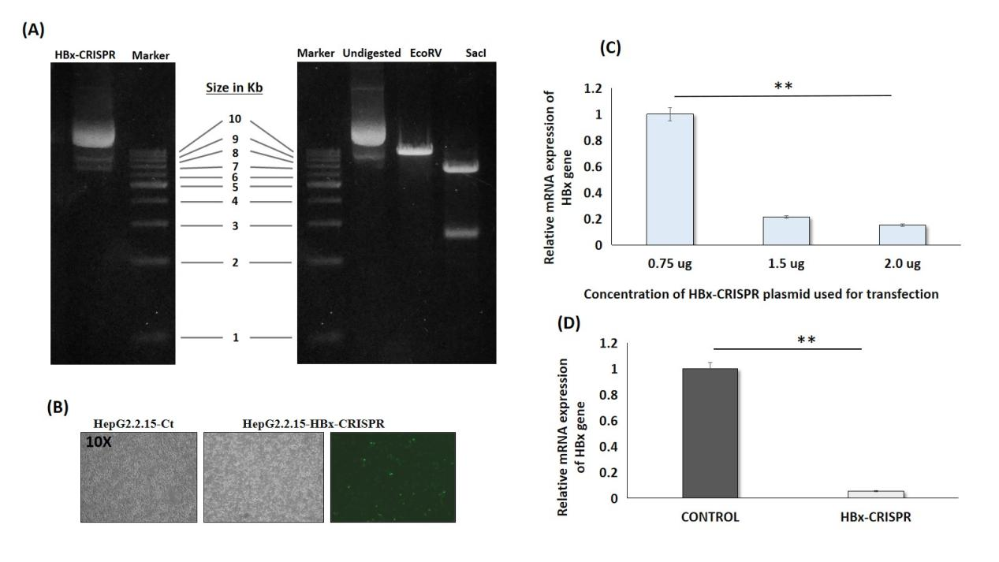 (A)
HBx-CRISPR Marker
Size in Kb
10
9
8
7
6
5
4
3
2
1
Marker Undigested EcoRV SacI
(B)
HepG2.2.15-Ct
HepG2.2.15-HBx-CRISPR
10X
(C)
Relative mRNA expression of
HBx gene
1.2
1
0.8
0.6
0.4
0.2
0
**
0.75 ug 1.5 ug 2.0 ug
Concentration of HBx-CRISPR plasmid used for transfection
(D)
Relative mRNA expression
of HBx gene
1.2
1
0.8
0.6
0.4
0.2
0
**
CONTROL HBx-CRISPR